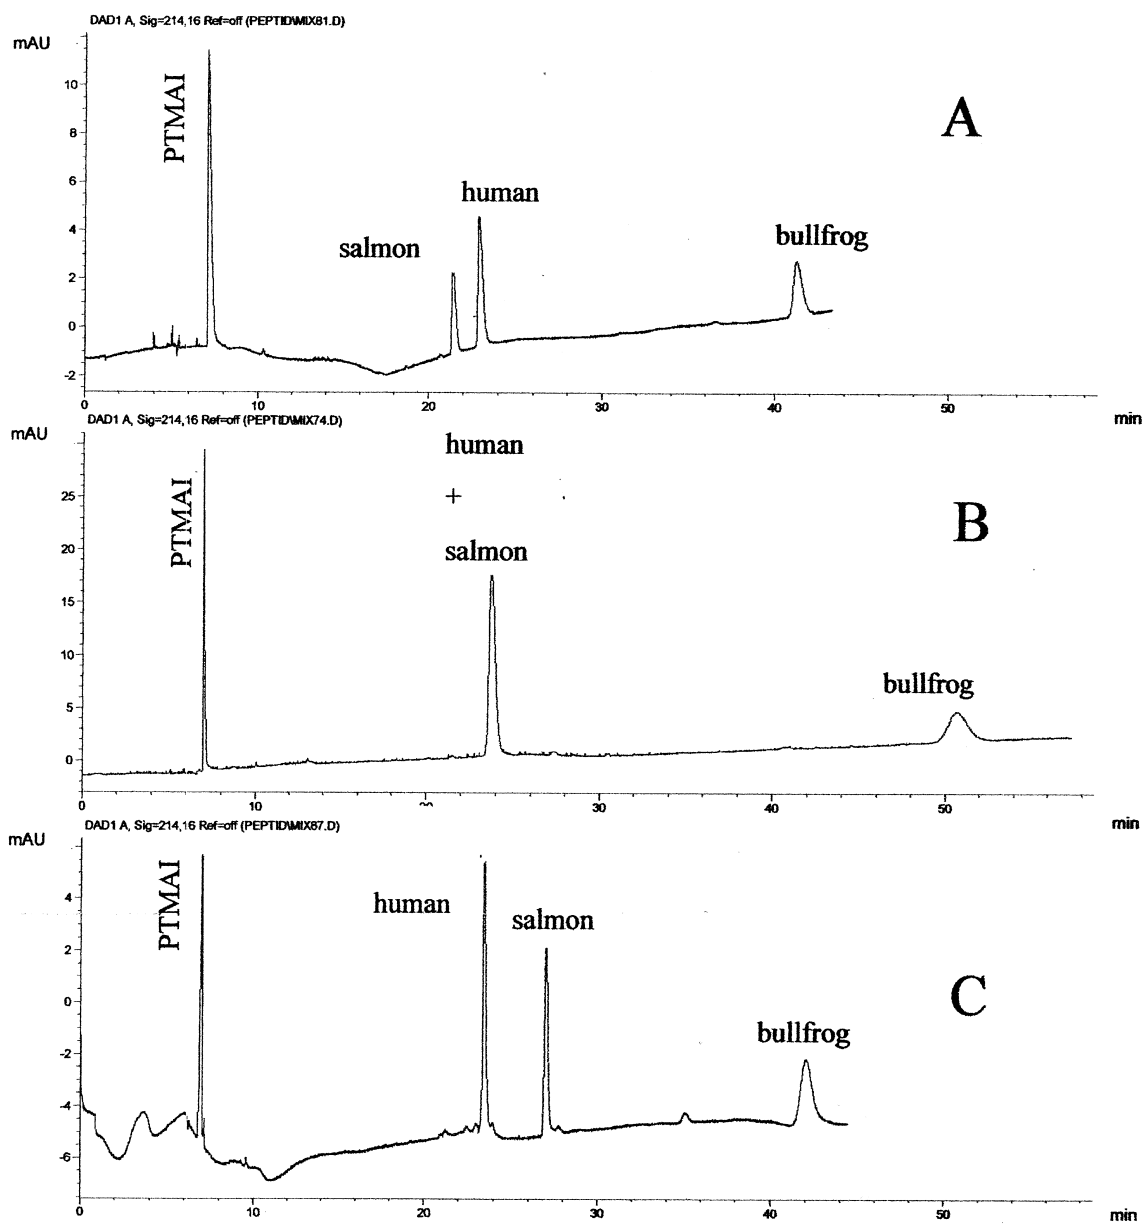 DAD1 A, Sig=214,16 Ref=off (PEPTID\MIX81.D)
mAU
PTMAI
A
human
salmon
bullfrog
10
8
6
4
2
0
-2
0 10 20 30 40 50
min
DAD1 A, Sig=214,16 Ref=off (PEPTID\MIX74.D)
mAU
human
+
salmon
PTMAI
B
bullfrog
25
20
15
10
5
0
0 10 20 30 40 50
min
DAD1 A, Sig=214,16 Ref=off (PEPTID\MIX87.D)
mAU
PTMAI
human
salmon
C
bullfrog
4
2
0
-2
-4
-6
0 10 20 30 40 50
min